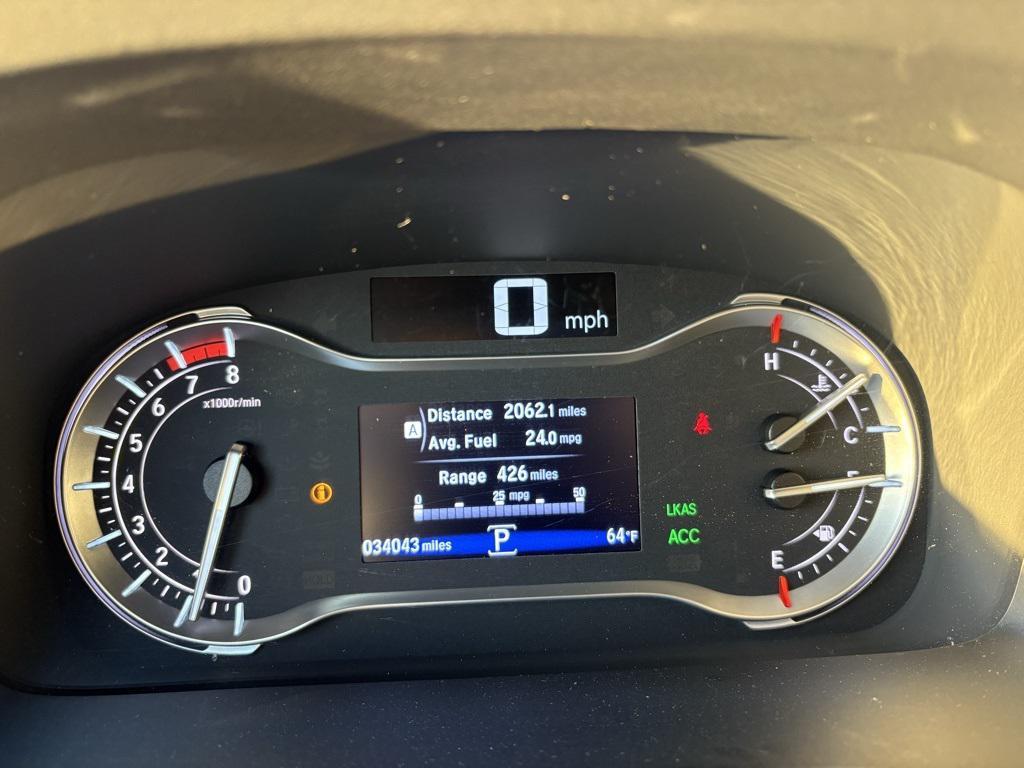 0 mph
8
7
6
5
4
3
2
0
x1000r/min
i
A
Distance 2062.1 miles
Avg. Fuel 24.0 mpg
Range 426 miles
0 25 mpg 50
034043 miles P 64°F
LKAS
ACC
H
C
F
E